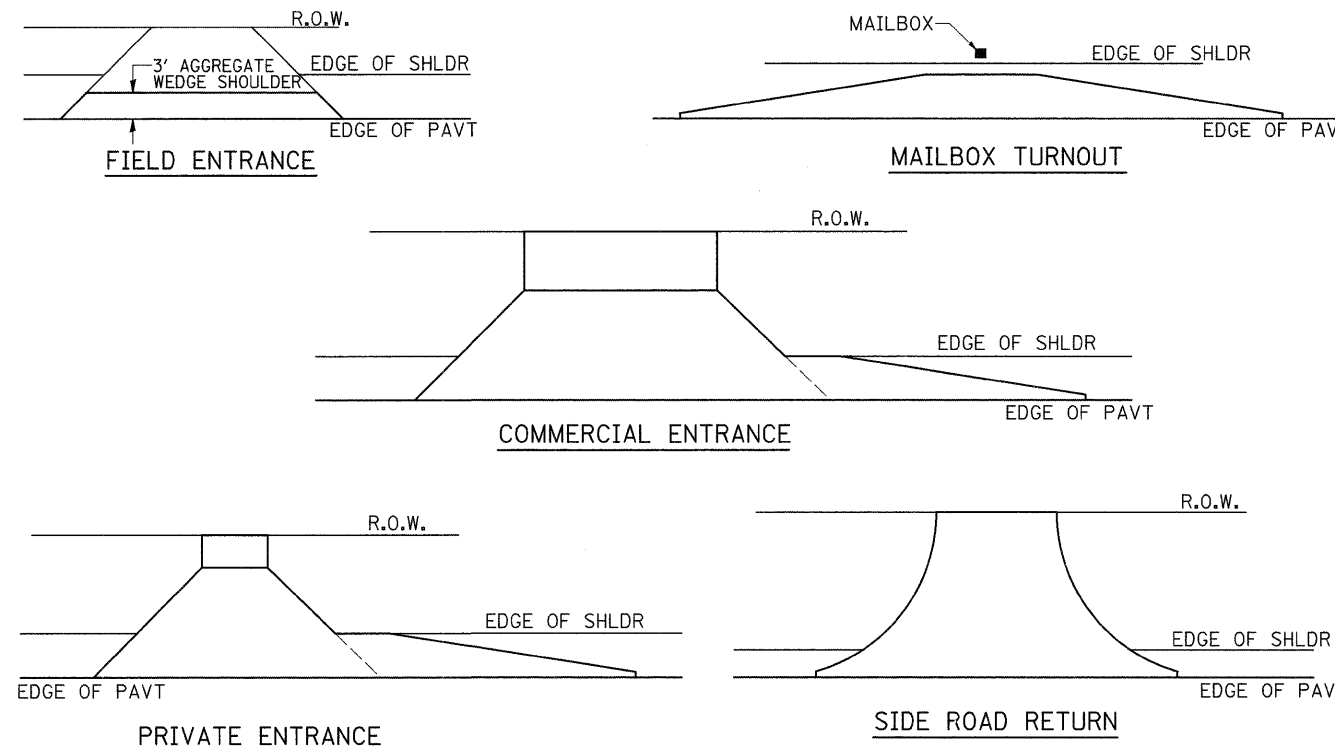 R.O.W.
3' AGGREGATE
WEDGE SHOULDER
EDGE OF SHLDR
EDGE OF PAVT
FIELD ENTRANCE
MAILBOX
EDGE OF SHLDR
EDGE OF PAV
MAILBOX TURNOUT
R.O.W.
EDGE OF SHLDR
EDGE OF PAVT
COMMERCIAL ENTRANCE
R.O.W.
EDGE OF SHLDR
EDGE OF PAVT
PRIVATE ENTRANCE
R.O.W.
EDGE OF SHLDR
EDGE OF PAV
SIDE ROAD RETURN